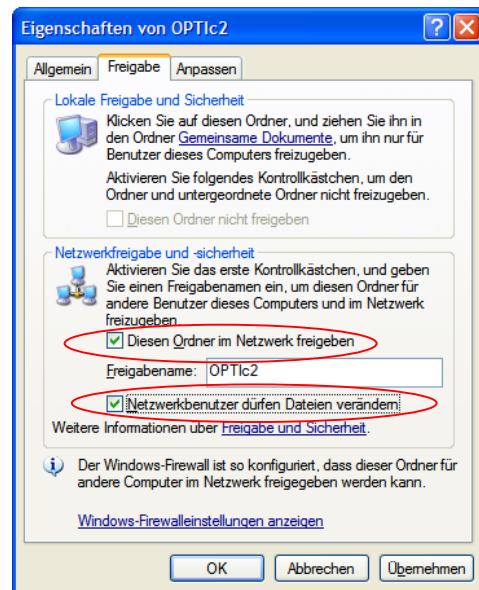 Eigenschaften von OPTIc2
Allgemein Freigabe Anpassen
Lokale Freigabe und Sicherheit
Klicken Sie auf diesen Ordner, und ziehen Sie ihn in
den Ordner Gemeinsame Dokumente, um ihn nur für
Benutzer dieses Computers freizugeben.
Aktivieren Sie folgendes Kontrollkästchen, um den
Ordner und untergeordnete Ordner nicht freizugeben.
Diesen Ordner nicht freigeben
Netzwerkfreigabe und -sicherheit
Aktivieren Sie das erste Kontrollkästchen, und geben
Sie einen Freigabenamen ein, um diesen Ordner für
andere Benutzer dieses Computers und im Netzwerk
freizugeben.
Diesen Ordner im Netzwerk freigeben
Freigabename: OPTIc2
Netzwerkbenutzer dürfen Dateien verändern
Weitere Informationen über Freigabe und Sicherheit.
Der Windows-Firewall ist so konfiguriert, dass dieser Ordner für
andere Computer im Netzwerk freigegeben werden kann.
Windows-Firewalleinstellungen anzeigen
OK Abbrechen Übernehmen